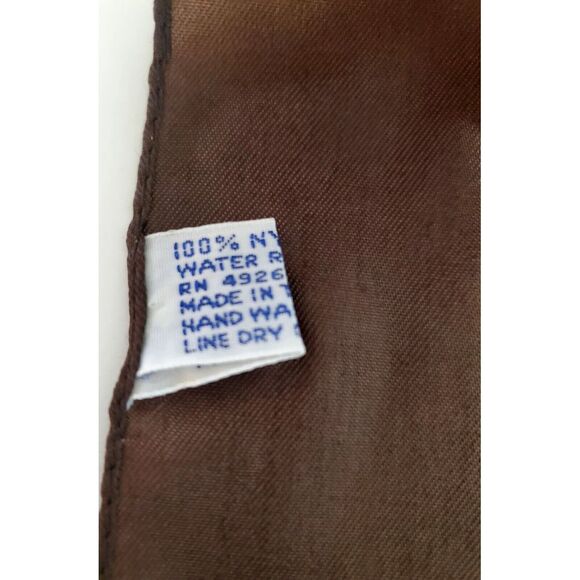 100% NY
WATER R
RN 4926
MADE IN
HAND WA
LINE DRY